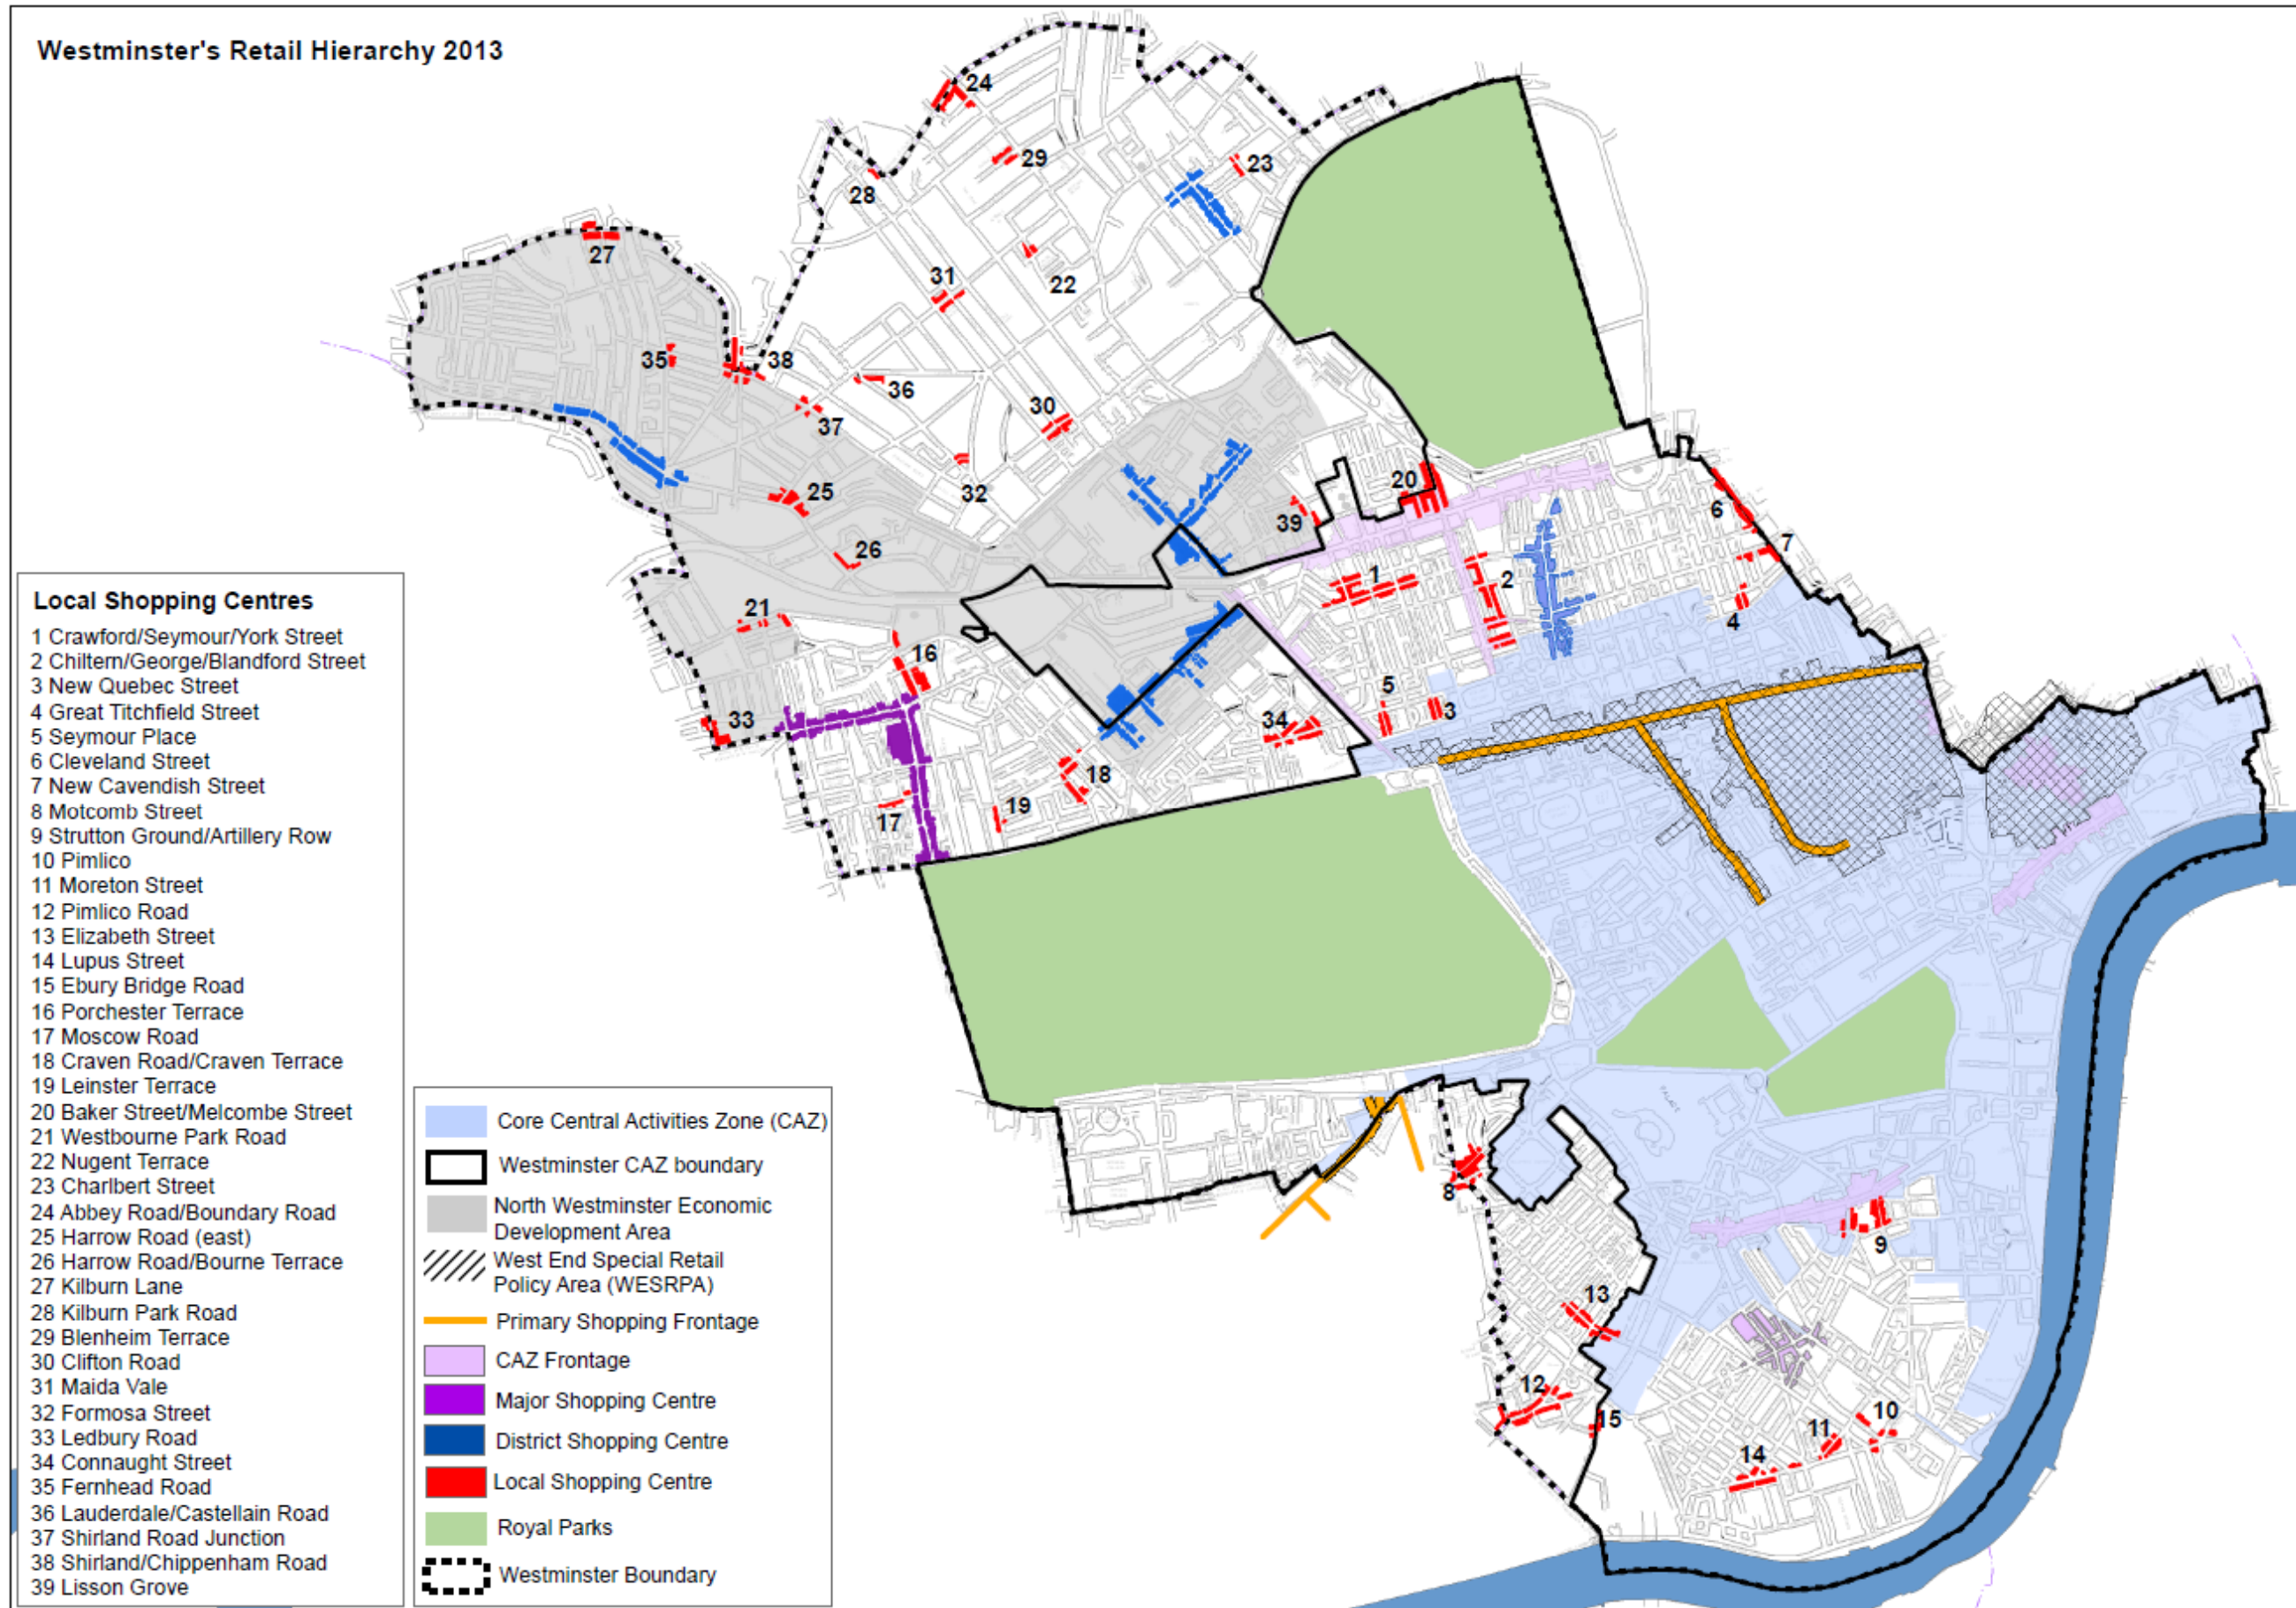 Westminster's Retail Hierarchy 2013
24
29
23
28
27
22
31
35
38
36
30
37
32
25
20
39
6
26
7
1
2
21
4
16
5
3
33
34
18
19
17
8
9
13
12
15
10
11
14
Local Shopping Centres
1 Crawford/Seymour/York Street
2 Chiltern/George/Blandford Street
3 New Quebec Street
4 Great Titchfield Street
5 Seymour Place
6 Cleveland Street
7 New Cavendish Street
8 Motcomb Street
9 Strutton Ground/Artillery Row
10 Pimlico
11 Moreton Street
12 Pimlico Road
13 Elizabeth Street
14 Lupus Street
15 Ebury Bridge Road
16 Porchester Terrace
17 Moscow Road
18 Craven Road/Craven Terrace
19 Leinster Terrace
20 Baker Street/Melcombe Street
21 Westbourne Park Road
22 Nugent Terrace
23 Charlbert Street
24 Abbey Road/Boundary Road
25 Harrow Road (east)
26 Harrow Road/Bourne Terrace
27 Kilburn Lane
28 Kilburn Park Road
29 Blenheim Terrace
30 Clifton Road
31 Maida Vale
32 Formosa Street
33 Ledbury Road
34 Connaught Street
35 Fernhead Road
36 Lauderdale/Castellain Road
37 Shirland Road Junction
38 Shirland/Chippenham Road
39 Lisson Grove
Core Central Activities Zone (CAZ)
Westminster CAZ boundary
North Westminster Economic
Development Area
West End Special Retail
Policy Area (WESRPA)
Primary Shopping Frontage
CAZ Frontage
Major Shopping Centre
District Shopping Centre
Local Shopping Centre
Royal Parks
Westminster Boundary